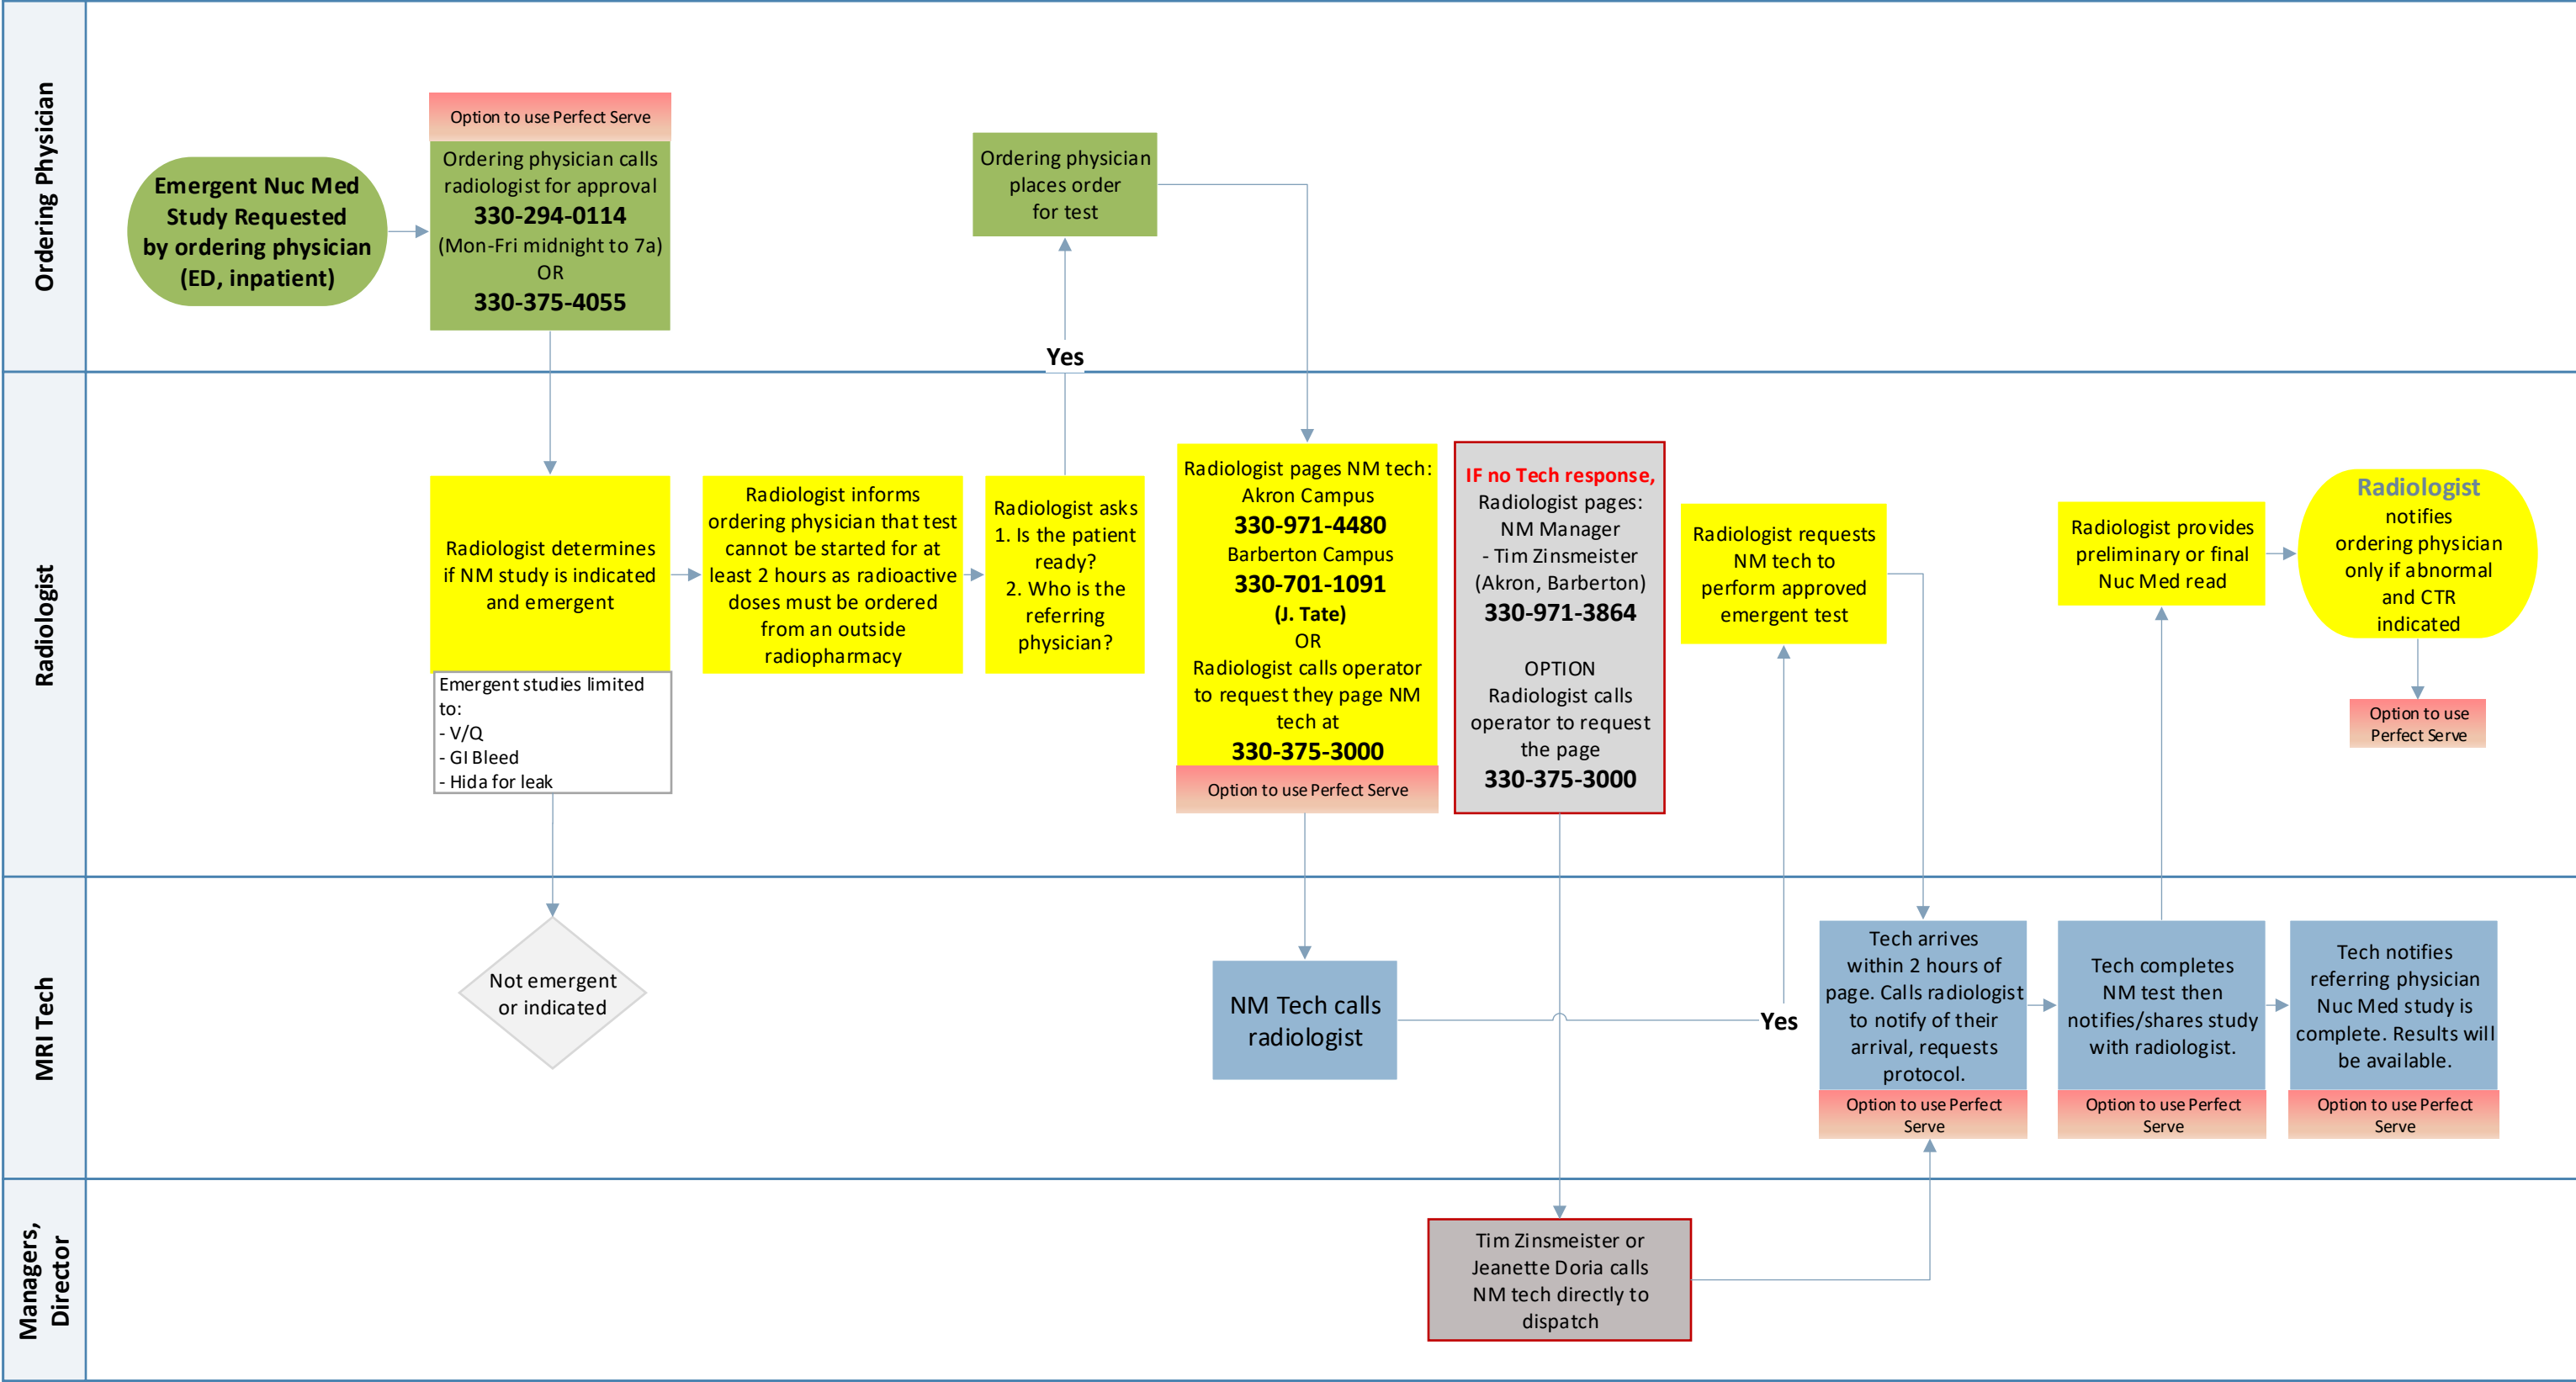 Ordering Physician
Emergent Nuc Med
Study Requested
by ordering physician
(ED, inpatient)
Option to use Perfect Serve
Ordering physician calls
radiologist for approval
330-294-0114
(Mon-Fri midnight to 7a)
OR
330-375-4055
Ordering physician
places order
for test
Yes
Radiologist
Radiologist determines
if NM study is indicated
and emergent
Emergent studies limited
to:
- V/Q
- GI Bleed
- Hida for leak
Radiologist informs
ordering physician that test
cannot be started for at
least 2 hours as radioactive
doses must be ordered
from an outside
radiopharmacy
Radiologist asks
1. Is the patient
ready?
2. Who is the
referring
physician?
Radiologist pages NM tech:
Akron Campus
330-971-4480
Barberton Campus
330-701-1091
(J. Tate)
OR
Radiologist calls operator
to request they page NM
tech at
330-375-3000
Option to use Perfect Serve
IF no Tech response,
Radiologist pages:
NM Manager
- Tim Zinsmeister
(Akron, Barberton)
330-971-3864
OPTION
Radiologist calls
operator to request
the page
330-375-3000
Radiologist requests
NM tech to
perform approved
emergent test
Radiologist provides
preliminary or final
Nuc Med read
Radiologist
notifies
ordering physician
only if abnormal
and CTR
indicated
Option to use
Perfect Serve
MRI Tech
Not emergent
or indicated
NM Tech calls
radiologist
Yes
Tech arrives
within 2 hours of
page. Calls radiologist
to notify of their
arrival, requests
protocol.
Option to use Perfect
Serve
Tech completes
NM test then
notifies/shares study
with radiologist.
Option to use Perfect
Serve
Tech notifies
referring physician
Nuc Med study is
complete. Results will
be available.
Option to use Perfect
Serve
Managers,
Director
Tim Zinsmeister or
Jeanette Doria calls
NM tech directly to
dispatch